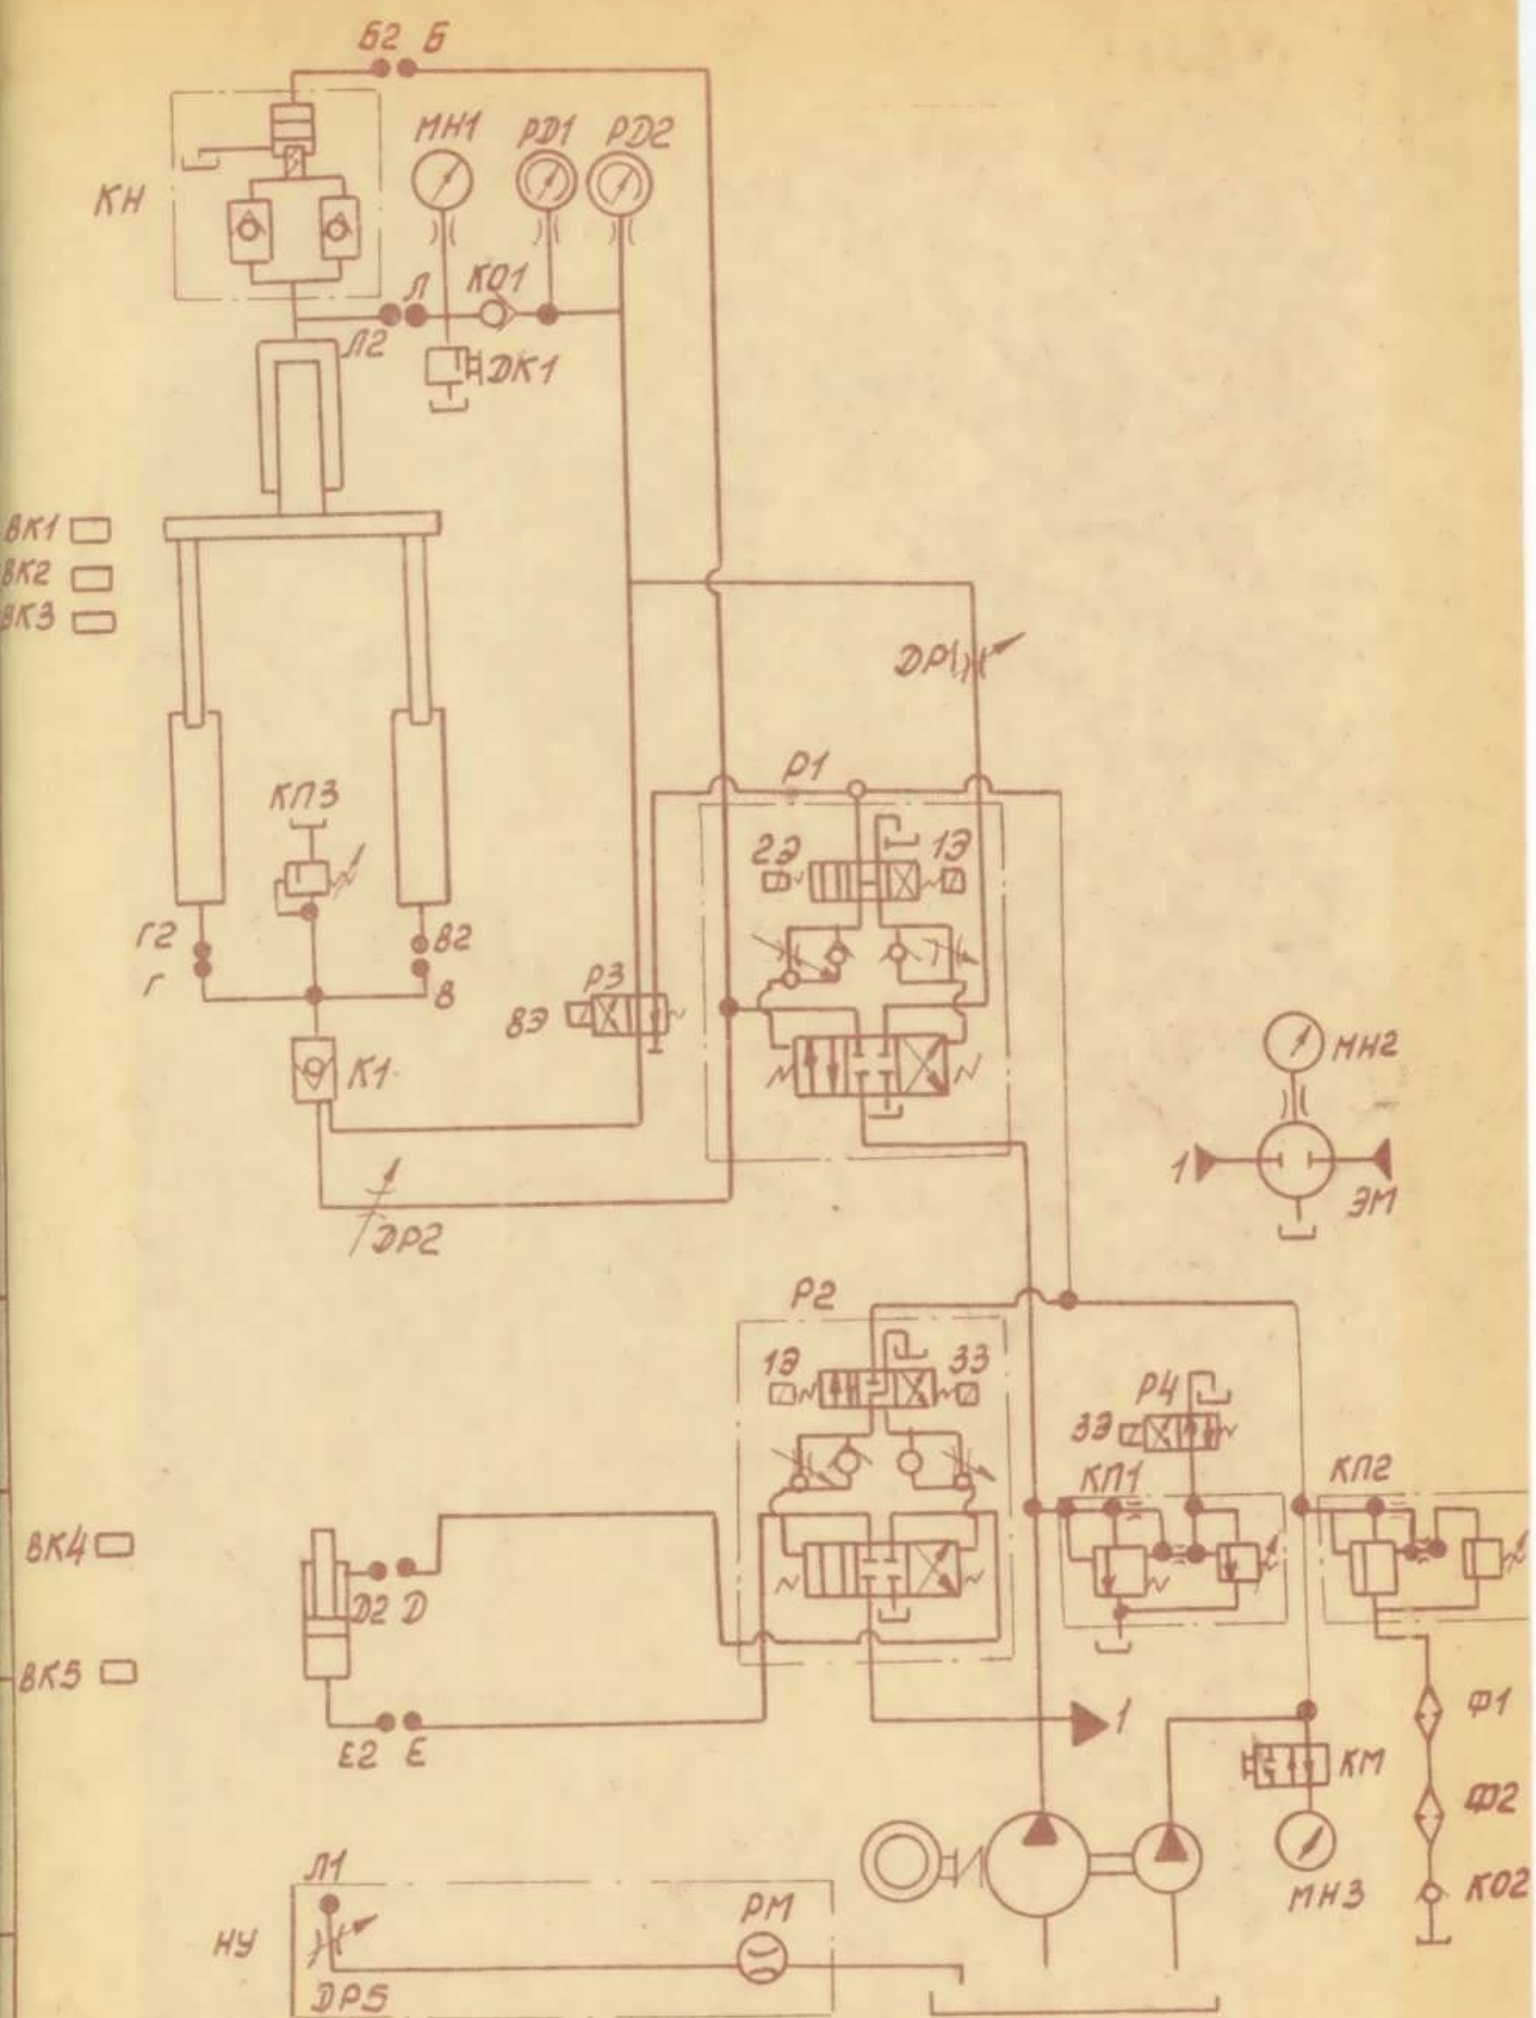 Б2 Б
МН1 РД1 РД2
КН
Л КО1
Л2
ДК1
ВК1
ВК2
ВК3
ДР1
Р1
КП3
2Э 1Э
Г2 В2
Г В
Р3
8Э
К1
МН2
1
ЭМ
ДР2
Р2
1Э 33
Р4
3Э
КП1 КП2
ВК4
Д2 Д
ВК5
1
Ф1
Е2 Е
КМ
Ф2
Л1
МН3
КО2
РМ
НУ
ДР5